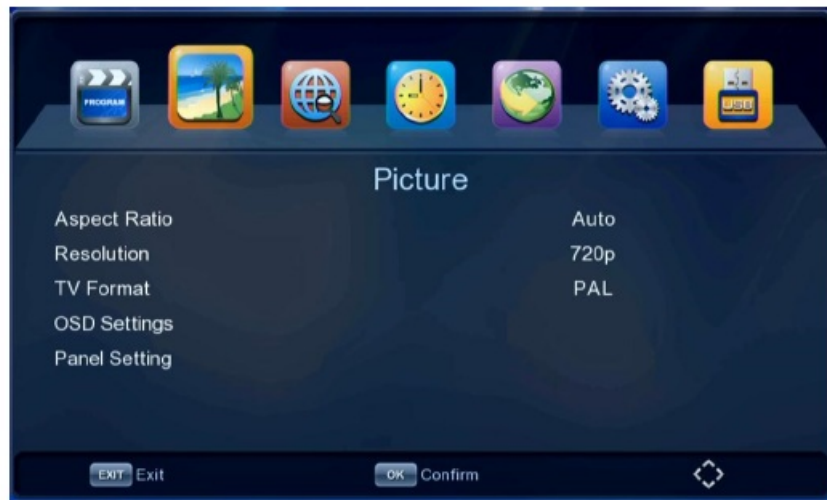 PROGRAM
USB
Picture
Aspect Ratio Auto
Resolution 720p
TV Format PAL
OSD Settings
Panel Setting
EXIT Exit OK Confirm